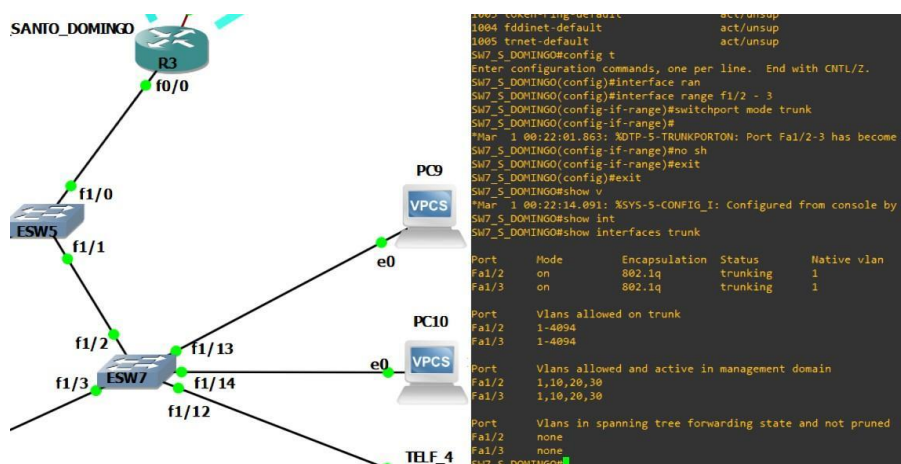 SANTO_DOMINGO
R3
f0/0
f1/0
ESW5
f1/1
PC9
VPCS
e0
PC10
VPCS
e0
f1/2
f1/13
f1/3
ESW7
f1/14
f1/12
TELF_4
1003 token-ring-default act/unsup
1004 fddinet-default act/unsup
1005 trnet-default act/unsup
SW7_S_DOMINGO#config t
Enter configuration commands, one per line. End with CNTL/Z.
SW7_S_DOMINGO(config)#interface ran
SW7_S_DOMINGO(config)#interface range f1/2 - 3
SW7_S_DOMINGO(config-if-range)#switchport mode trunk
SW7_S_DOMINGO(config-if-range)#
*Mar 1 00:22:01.863: %DTP-5-TRUNKPORTON: Port Fa1/2-3 has become
SW7_S_DOMINGO(config-if-range)#no sh
SW7_S_DOMINGO(config-if-range)#exit
SW7_S_DOMINGO(config)#exit
SW7_S_DOMINGO#show v
*Mar 1 00:22:14.091: %SYS-5-CONFIG_I: Configured from console by
SW7_S_DOMINGO#show int
SW7_S_DOMINGO#show interfaces trunk
Port Mode Encapsulation Status Native vlan
Fa1/2 on 802.1q trunking 1
Fa1/3 on 802.1q trunking 1
Port Vlans allowed on trunk
Fa1/2 1-4094
Fa1/3 1-4094
Port Vlans allowed and active in management domain
Fa1/2 1,10,20,30
Fa1/3 1,10,20,30
Port Vlans in spanning tree forwarding state and not pruned
Fa1/2 none
Fa1/3 none
SW7_S_DOMINGO#